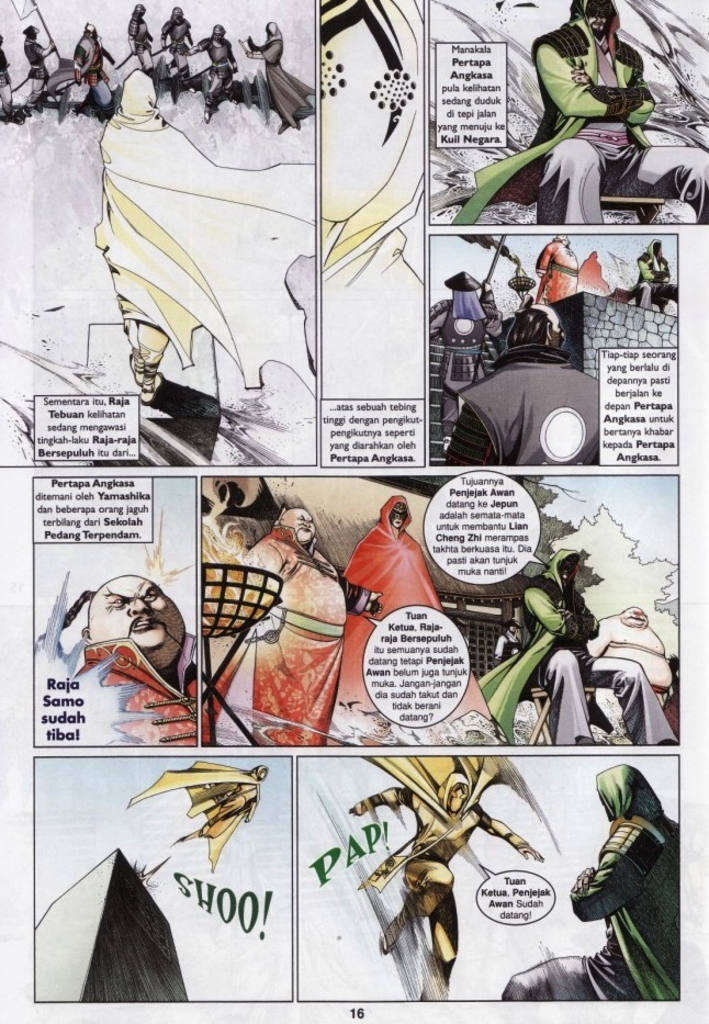 Sementara itu, Raja
Tebuan kelihatan
sedang mengawasi
tingkah-laku Raja-raja
Bersepuluh itu dari...
...atas sebuah tebing
tinggi dengan pengikut-
pengikutnya seperti
yang diarahkan oleh
Pertapa Angkasa.
Manakala
Pertapa
Angkasa
pula kelihatan
sedang duduk
di tepi jalan
yang menuju ke
Kuil Negara.
Tiap-tiap seorang
yang berlalu di
depannya pasti
berjalan ke
depan Pertapa
Angkasa untuk
bertanya khabar
kepada Pertapa
Angkasa.
Pertapa Angkasa
ditemani oleh Yamashika
dan beberapa orang jaguh
terbilang dari Sekolah
Pedang Terpendam.
Raja
Samo
sudah
tiba!
Tuan
Ketua, Raja-
raja Bersepuluh
itu semuanya sudah
datang tetapi Penjejak
Awan belum juga tunjuk
muka. Jangan-jangan
dia sudah takut dan
tidak berani
datang?
Tujuannya
Penjejak Awan
datang ke Jepun
adalah semata-mata
untuk membantu Lian
Cheng Zhi merampas
takhta berkuasa itu. Dia
pasti akan tunjuk
muka nanti!
SHOO!
PAP!
Tuan
Ketua, Penjejak
Awan Sudah
datang!
16